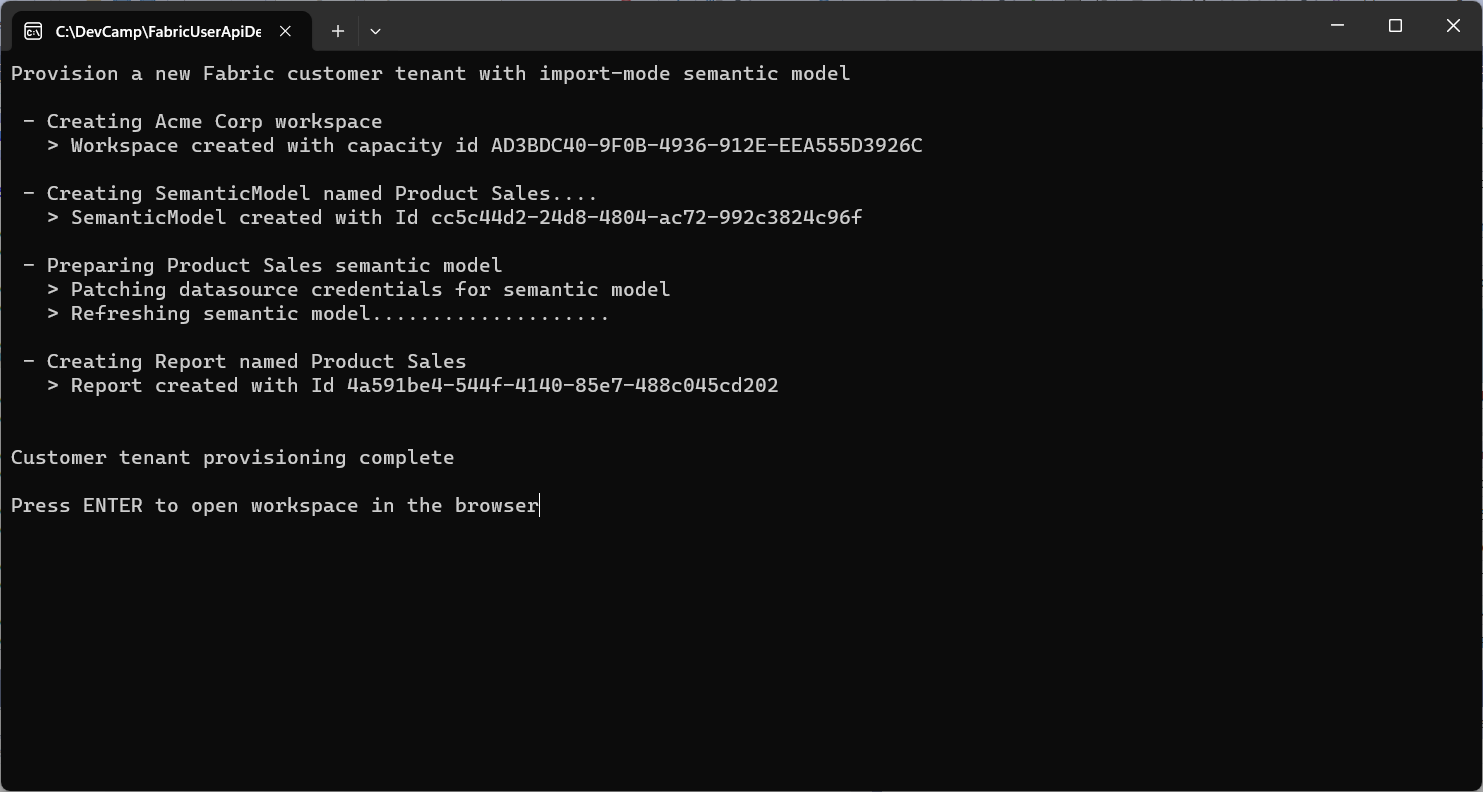 C:\DevCamp\FabricUserApiDe
Provision a new Fabric customer tenant with import-mode semantic model
- Creating Acme Corp workspace
> Workspace created with capacity id AD3BDC40-9F0B-4936-912E-EEA555D3926C
- Creating SemanticModel named Product Sales....
> SemanticModel created with Id cc5c44d2-24d8-4804-ac72-992c3824c96f
- Preparing Product Sales semantic model
> Patching datasource credentials for semantic model
> Refreshing semantic model....................
- Creating Report named Product Sales
> Report created with Id 4a591be4-544f-4140-85e7-488c045cd202
Customer tenant provisioning complete
Press ENTER to open workspace in the browser